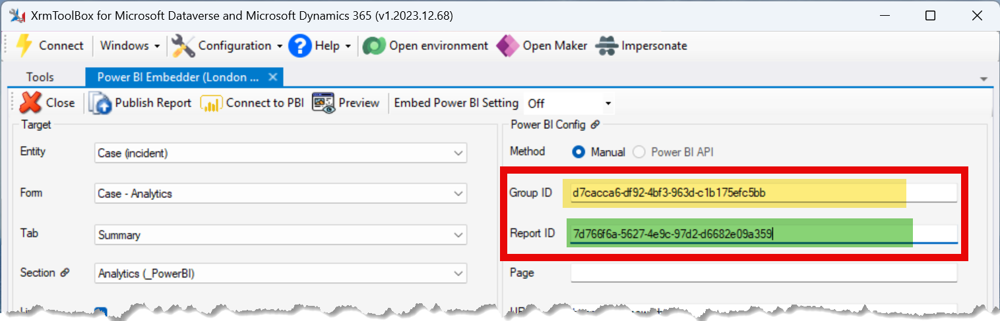 XrmToolBox for Microsoft Dataverse and Microsoft Dynamics 365 (v1.2023.12.68)
Connect Windows Configuration Help Open environment Open Maker Impersonate
Tools Power BI Embedder (London ...
Close Publish Report Connect to PBI Preview Embed Power BI Setting Off
Target
Entity Case (incident)
Form Case - Analytics
Tab Summary
Section Analytics (_PowerBI)
Power BI Config
Method Manual Power BI API
Group ID d7cacca6-df92-4bf3-963d-c1b175efc5bb
Report ID 7d766f6a-5627-4e9c-97d2-d6682e09a359
Page